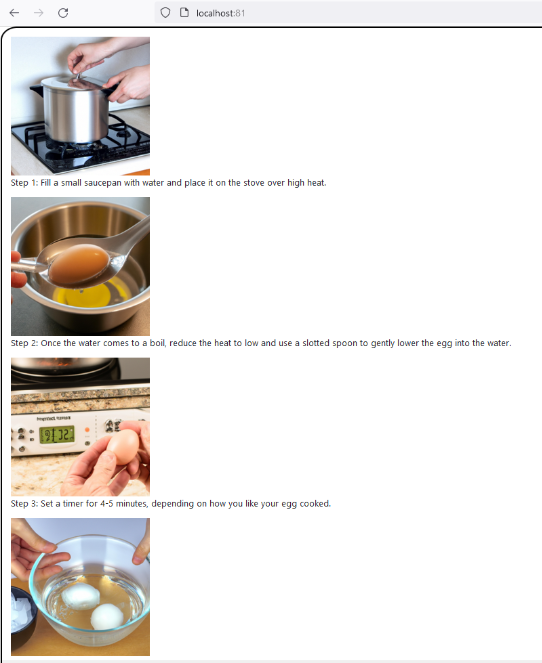 localhost:81
Step 1: Fill a small saucepan with water and place it on the stove over high heat.
Step 2: Once the water comes to a boil, reduce the heat to low and use a slotted spoon to gently lower the egg into the water.
Step 3: Set a timer for 4-5 minutes, depending on how you like your egg cooked.